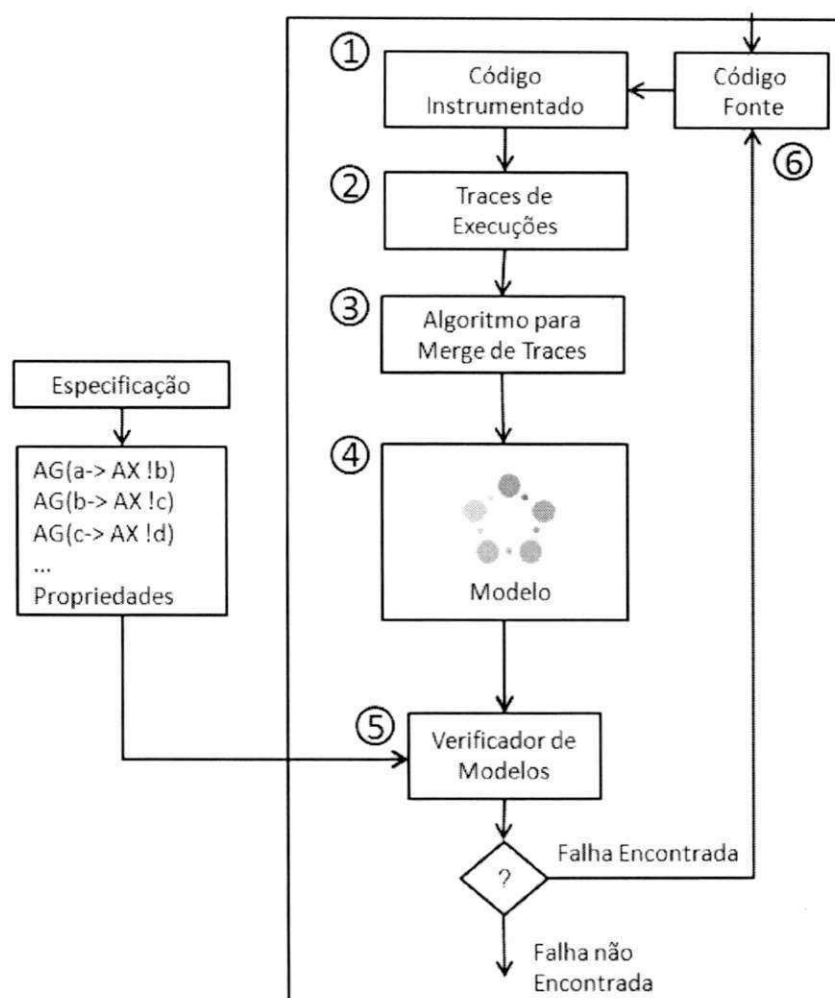 ①
Código
Instrumentado
Código
Fonte
⑥
②
Traces de
Execuções
③
Algoritmo para
Merge de Traces
Especificação
AG(a-> AX !b)
AG(b-> AX !c)
AG(c-> AX !d)
...
Propriedades
④
Modelo
⑤
Verificador de
Modelos
?
Falha Encontrada
Falha não
Encontrada